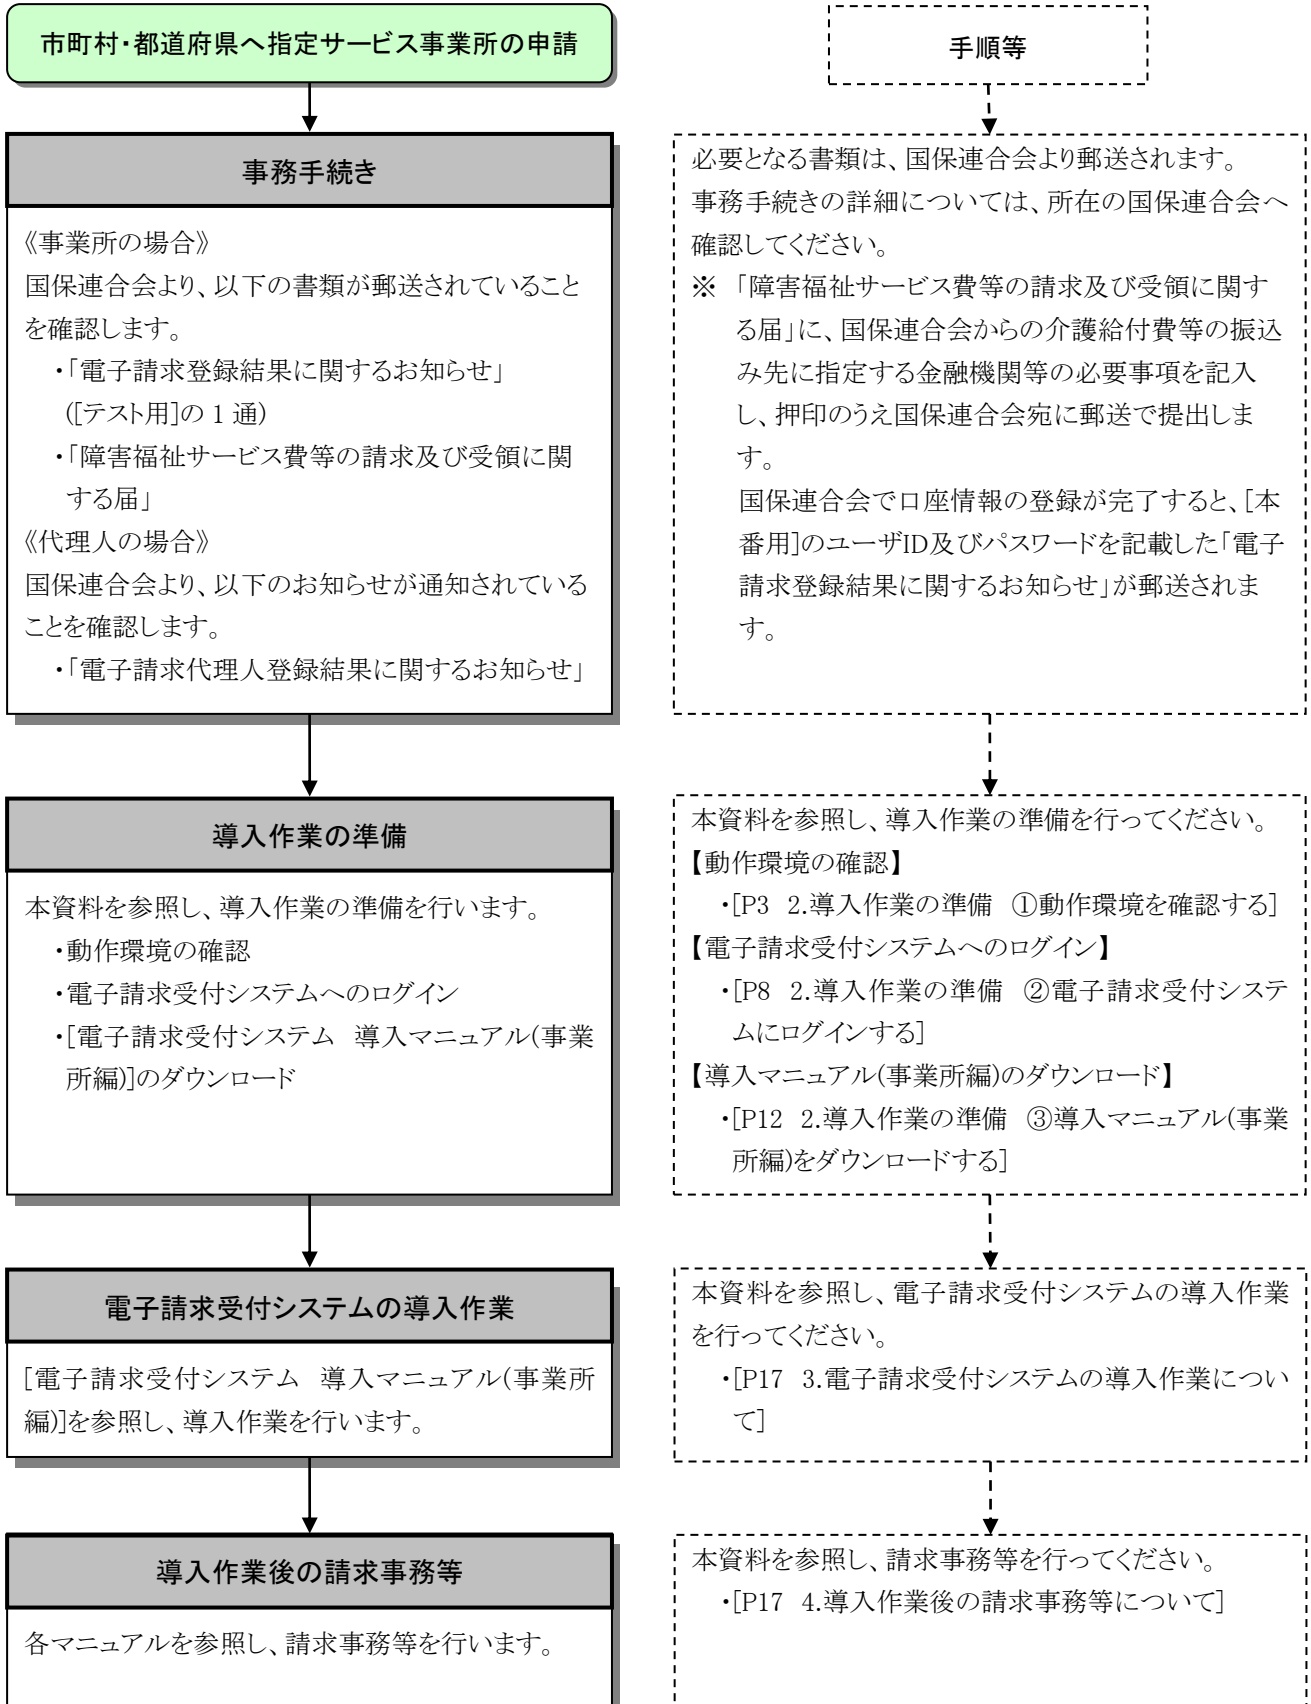 市町村・都道府県へ指定サービス事業所の申請
事務手続き
《事業所の場合》
国保連合会より、以下の書類が郵送されていること
を確認します。
・「電子請求登録結果に関するお知らせ」
([テスト用]の 1 通)
・「障害福祉サービス費等の請求及び受領に関
する届」
《代理人の場合》
国保連合会より、以下のお知らせが通知されている
ことを確認します。
・「電子請求代理人登録結果に関するお知らせ」
導入作業の準備
本資料を参照し、導入作業の準備を行います。
・動作環境の確認
・電子請求受付システムへのログイン
・[電子請求受付システム　導入マニュアル(事業
所編)]のダウンロード
電子請求受付システムの導入作業
[電子請求受付システム　導入マニュアル(事業所
編)]を参照し、導入作業を行います。
導入作業後の請求事務等
各マニュアルを参照し、請求事務等を行います。
手順等
必要となる書類は、国保連合会より郵送されます。
事務手続きの詳細については、所在の国保連合会へ
確認してください。
※ 「障害福祉サービス費等の請求及び受領に関す
る届」に、国保連合会からの介護給付費等の振込
み先に指定する金融機関等の必要事項を記入
し、押印のうえ国保連合会宛に郵送で提出しま
す。
国保連合会で口座情報の登録が完了すると、[本
番用]のユーザID及びパスワードを記載した「電子
請求登録結果に関するお知らせ」が郵送されま
す。
本資料を参照し、導入作業の準備を行ってください。
【動作環境の確認】
・[P3 2.導入作業の準備　①動作環境を確認する]
【電子請求受付システムへのログイン】
・[P8 2.導入作業の準備　②電子請求受付システ
ムにログインする]
【導入マニュアル(事業所編)のダウンロード】
・[P12 2.導入作業の準備　③導入マニュアル(事業
所編)をダウンロードする]
本資料を参照し、電子請求受付システムの導入作業
を行ってください。
・[P17 3.電子請求受付システムの導入作業につい
て]
本資料を参照し、請求事務等を行ってください。
・[P17 4.導入作業後の請求事務等について]